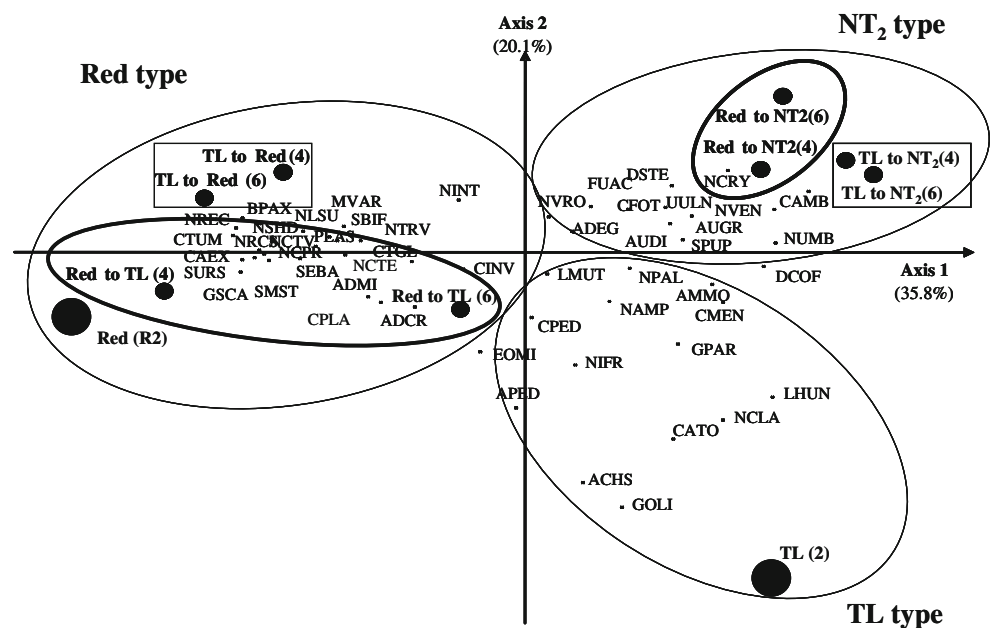 Axis 2
(20.1%)
NT2 type
Red type
Red to NT2(6)
Red to NT2(4)
TL to Red (4)
TL to Red (6)
TL to NT2(4)
TL to NT2(6)
NINT
DSTE
FUAC
NCRY
NVRO
CFOT
JULN
NVEN
CAMB
MVAR
BPAX
NLSU
SBIF
NREC
NSHD
NTRV
ADEG
AUGR
CTUM
NRCS
NCTV
PLAS
AUDI
SPUP
NUMB
CAEX
NCPR
CTGE
SURS
SEBA
NCTE
CINV
LMUT
NPAL
DCOF
Axis 1
(35.8%)
Red to TL (4)
GSCA
SMST
ADMI
Red to TL (6)
AMMO
NAMP
CMEN
CPLA
ADCR
CPED
Red (R2)
EOMI
NIFR
GPAR
APED
LHUN
NCLA
CATO
ACHS
GOLI
TL (2)
TL type